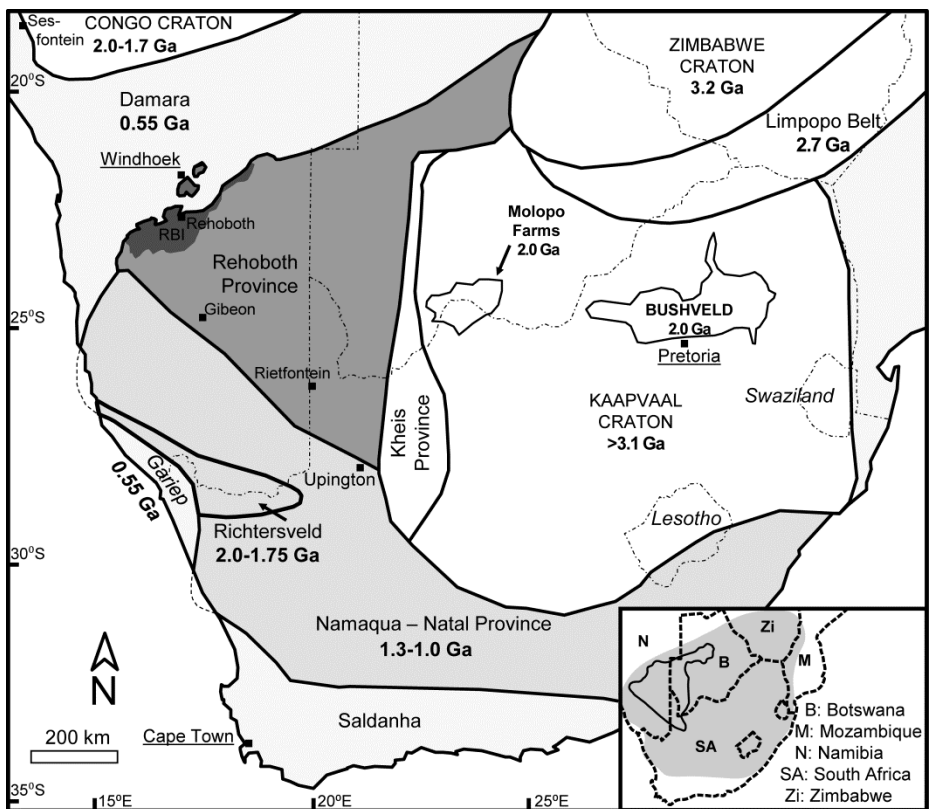 Ses-
fontein
CONGO CRATON
2.0-1.7 Ga
ZIMBABWE
CRATON
3.2 Ga
20°S
Damara
0.55 Ga
Limpopo Belt
2.7 Ga
Windhoek
Rehoboth
RBI
Molopo
Farms
2.0 Ga
Rehoboth
Province
Gibeon
BUSHVELD
2.0 Ga
25°S
Pretoria
Rietfontein
KAAPVAAL
CRATON
>3.1 Ga
Swaziland
Kheis
Province
Gariep
0.55 Ga
Upington
Lesotho
Richtersveld
2.0-1.75 Ga
30°S
Namaqua – Natal Province
1.3-1.0 Ga
N
Saldanha
200 km
Cape Town
N
Zi
B
M
SA
B: Botswana
M: Mozambique
N: Namibia
SA: South Africa
Zi: Zimbabwe
35°S
15°E
20°E
25°E